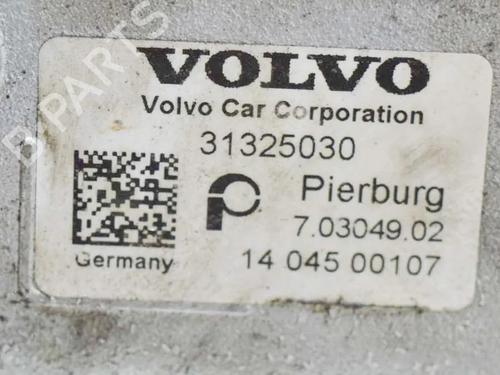 VOLVO
Volvo Car Corporation
31325030
Pierburg
7.03049.02
Germany
14 045 00107
B PARTS